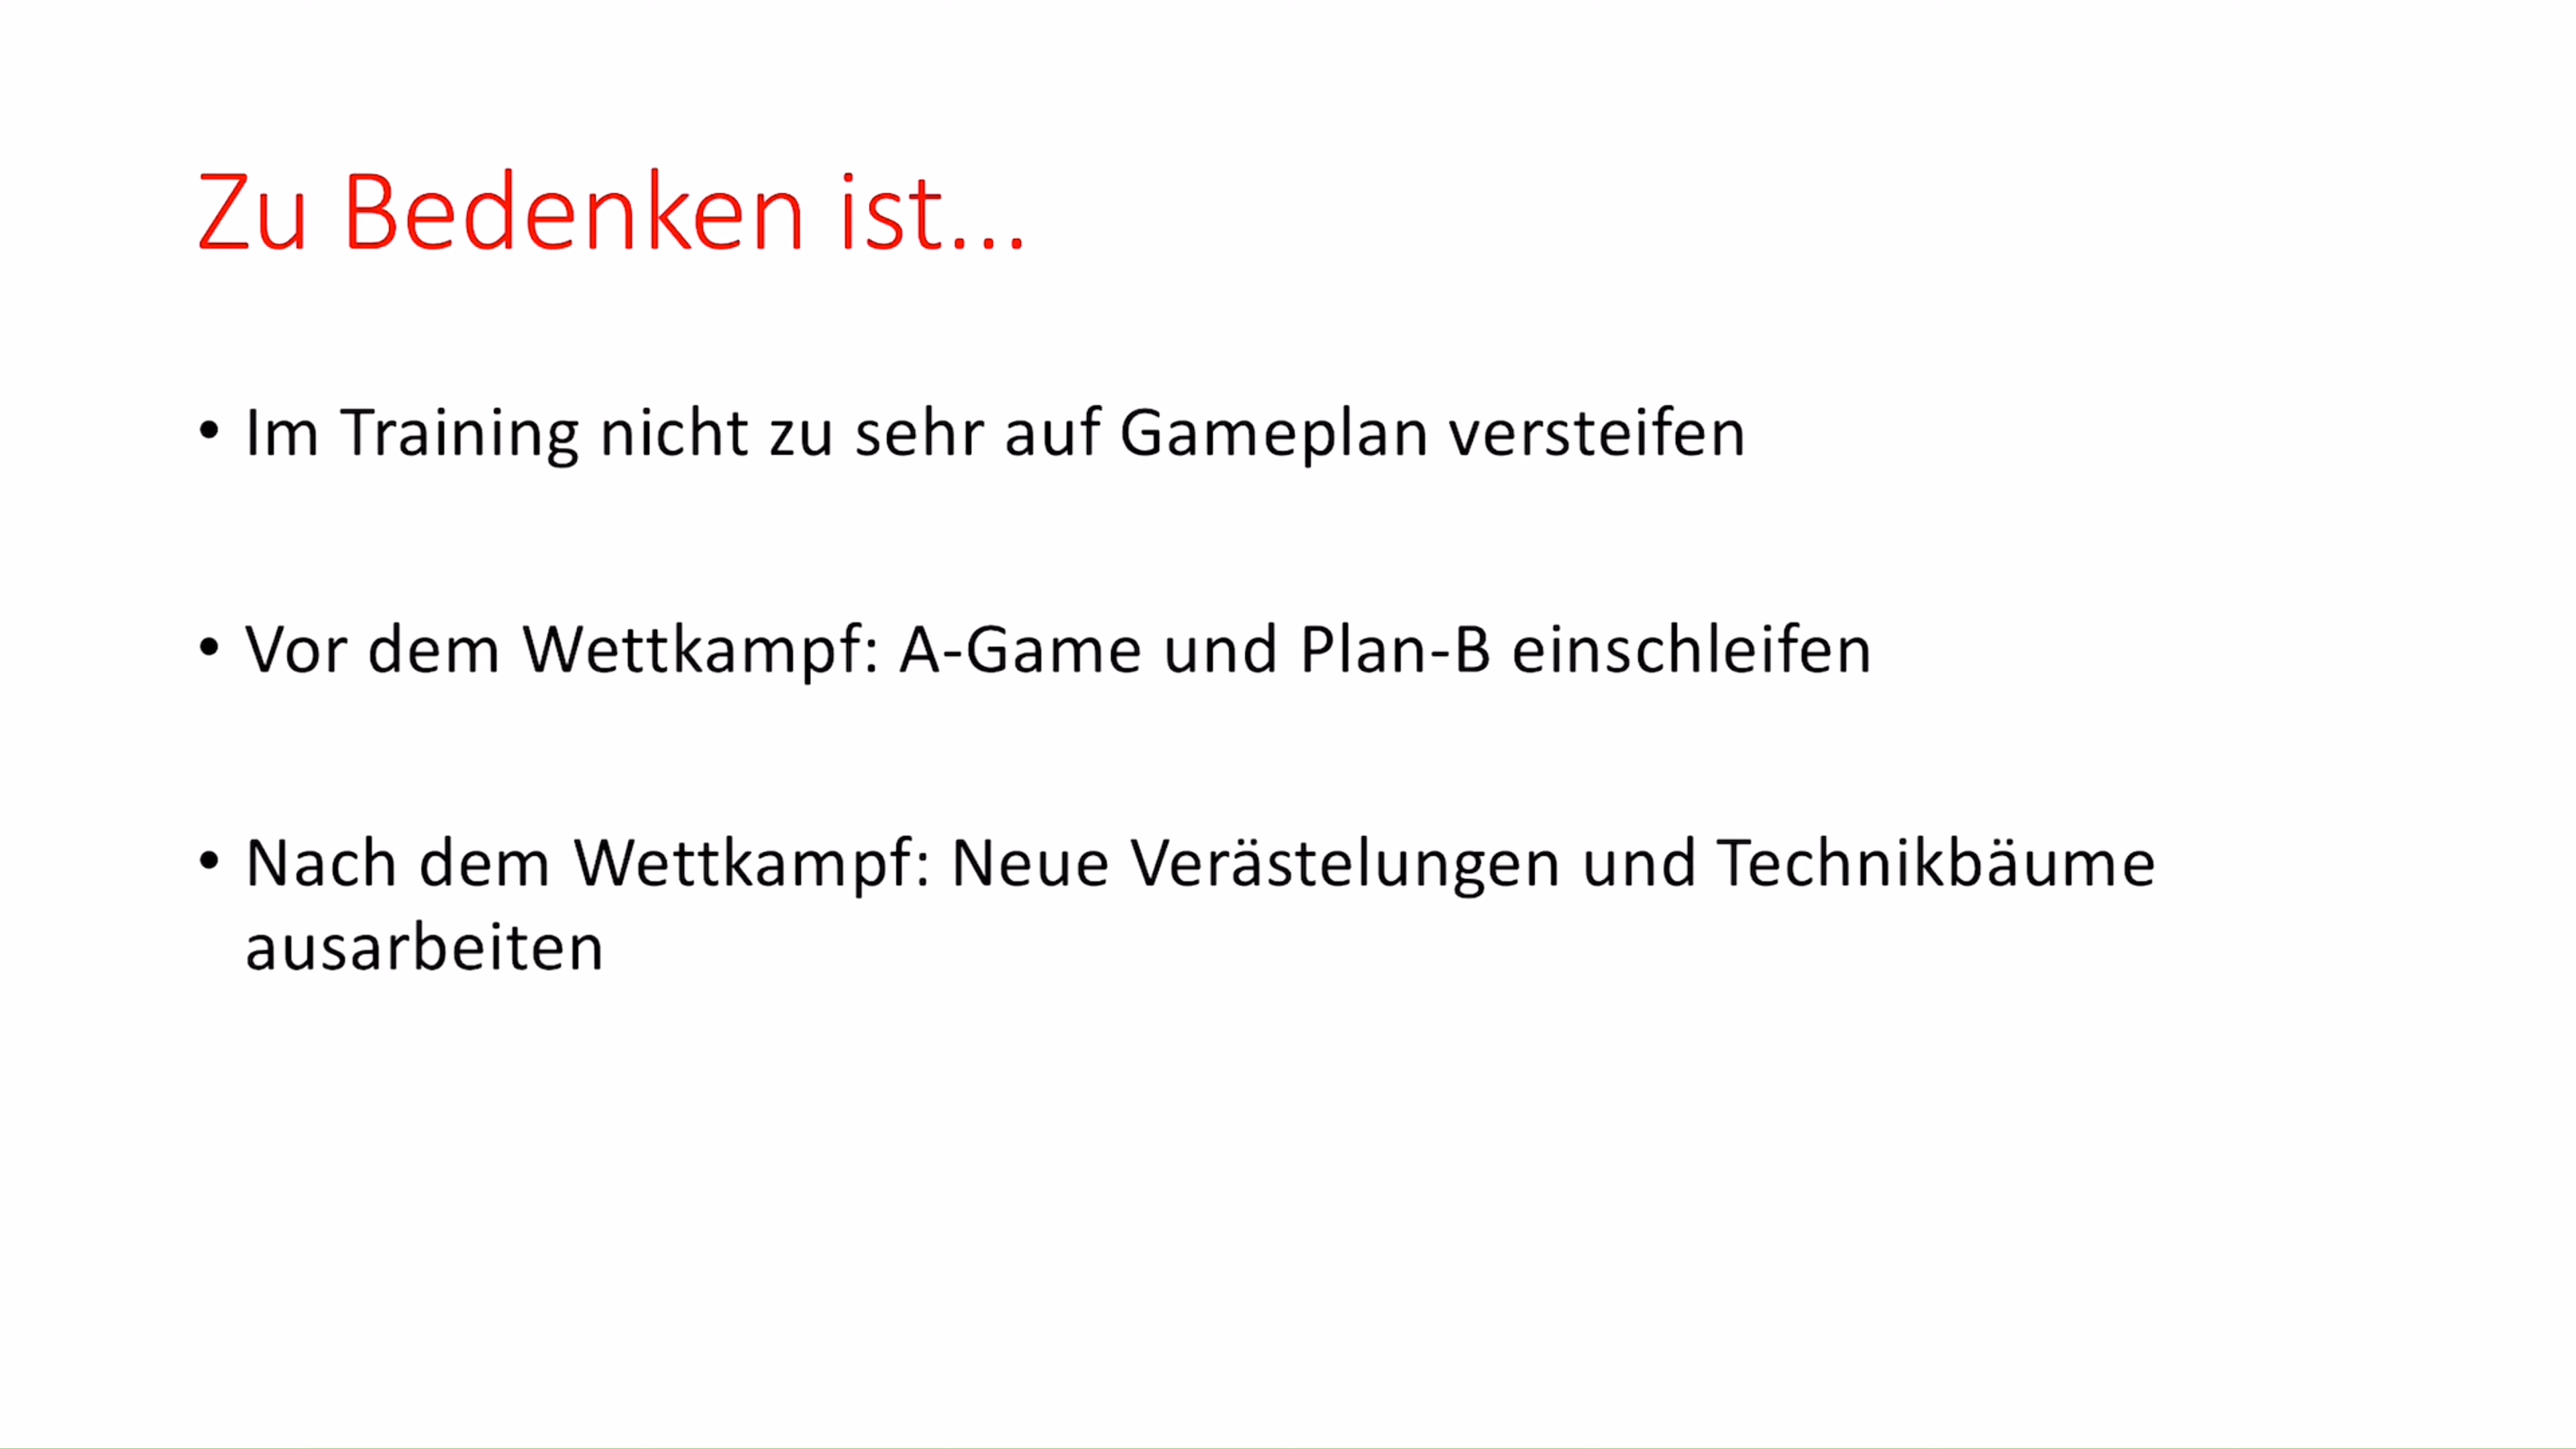 Zu Bedenken ist...
• Im Training nicht zu sehr auf Gameplan versteifen
• Vor dem Wettkampf: A-Game und Plan-B einschleifen
• Nach dem Wettkampf: Neue Verästelungen und Technikbäume
ausarbeiten